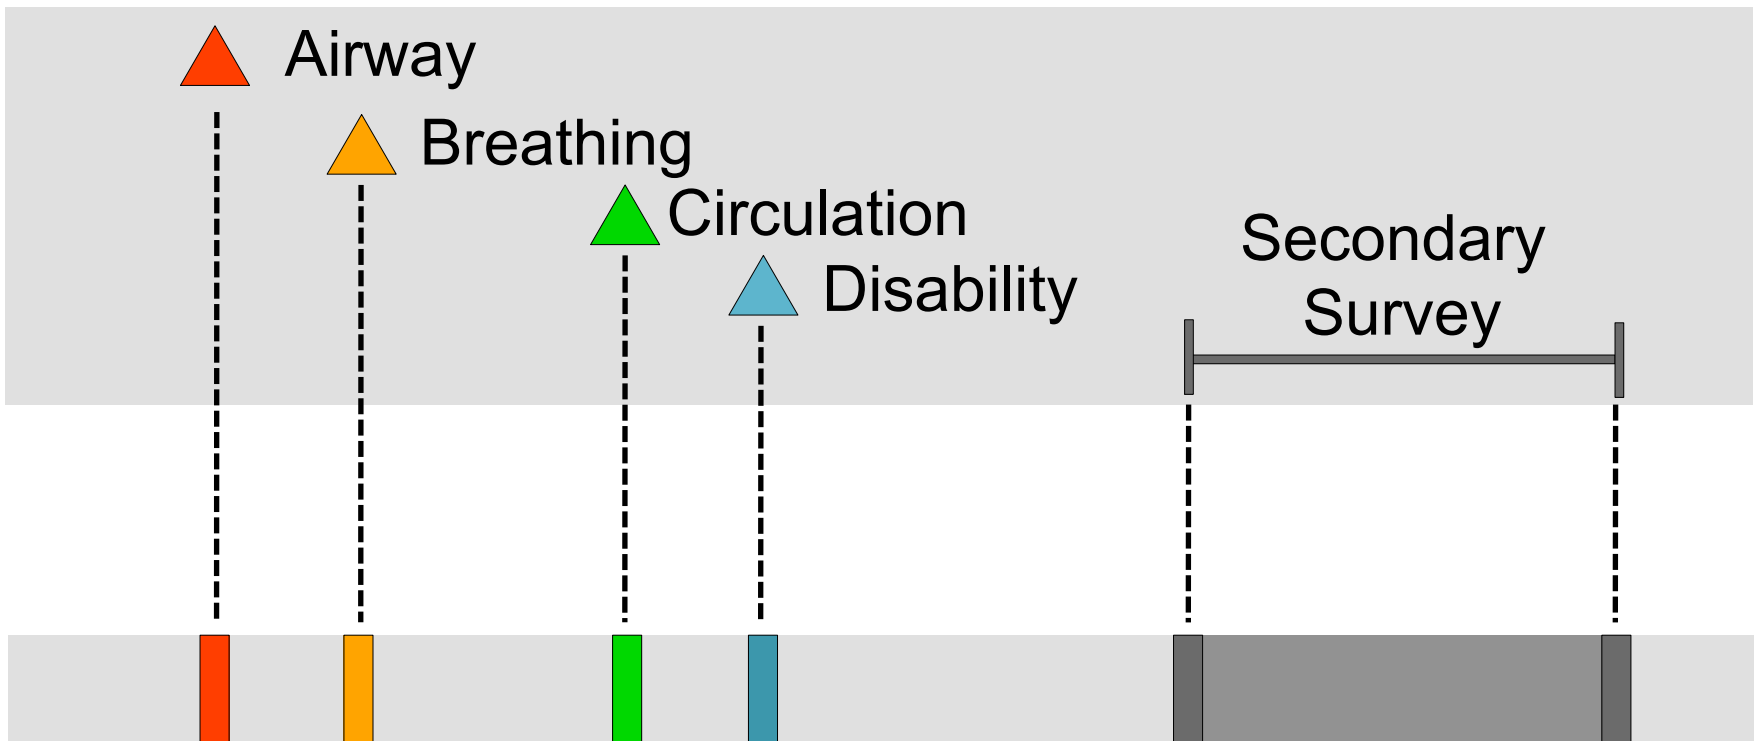 Airway
Breathing
Circulation
Disability
Secondary
Survey